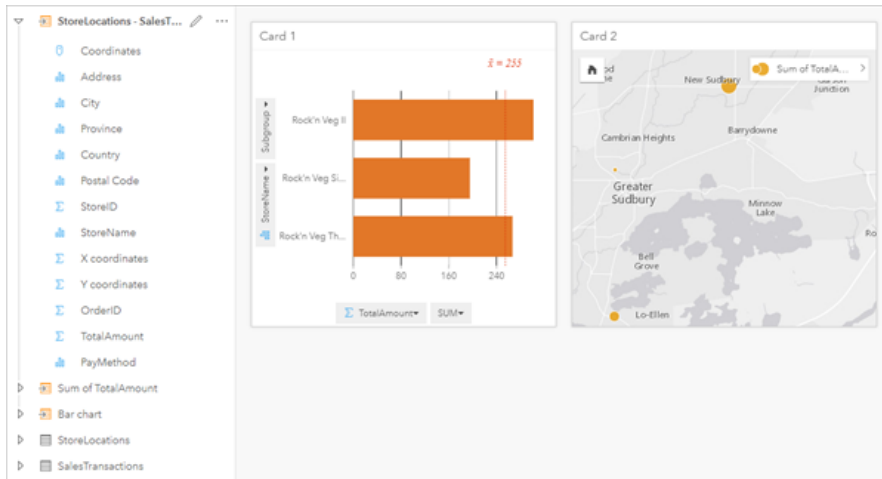 StoreLocations - SalesT...
Coordinates
Address
City
Province
Country
Postal Code
StoreID
StoreName
X coordinates
Y coordinates
OrderID
TotalAmount
PayMethod
Sum of TotalAmount
Bar chart
StoreLocations
SalesTransactions
Card 1
x̄ = 255
Subgroup
StoreName
Rock'n Veg II
Rock'n Veg Si...
Rock'n Veg Th...
0 80 160 240
TotalAmount
SUM
Card 2
Sum of TotalA...
New Sudbury
Junction
Cambrian Heights
Barrydowne
Greater
Sudbury
Minnow
Lake
Bell
Grove
Lo-Ellen